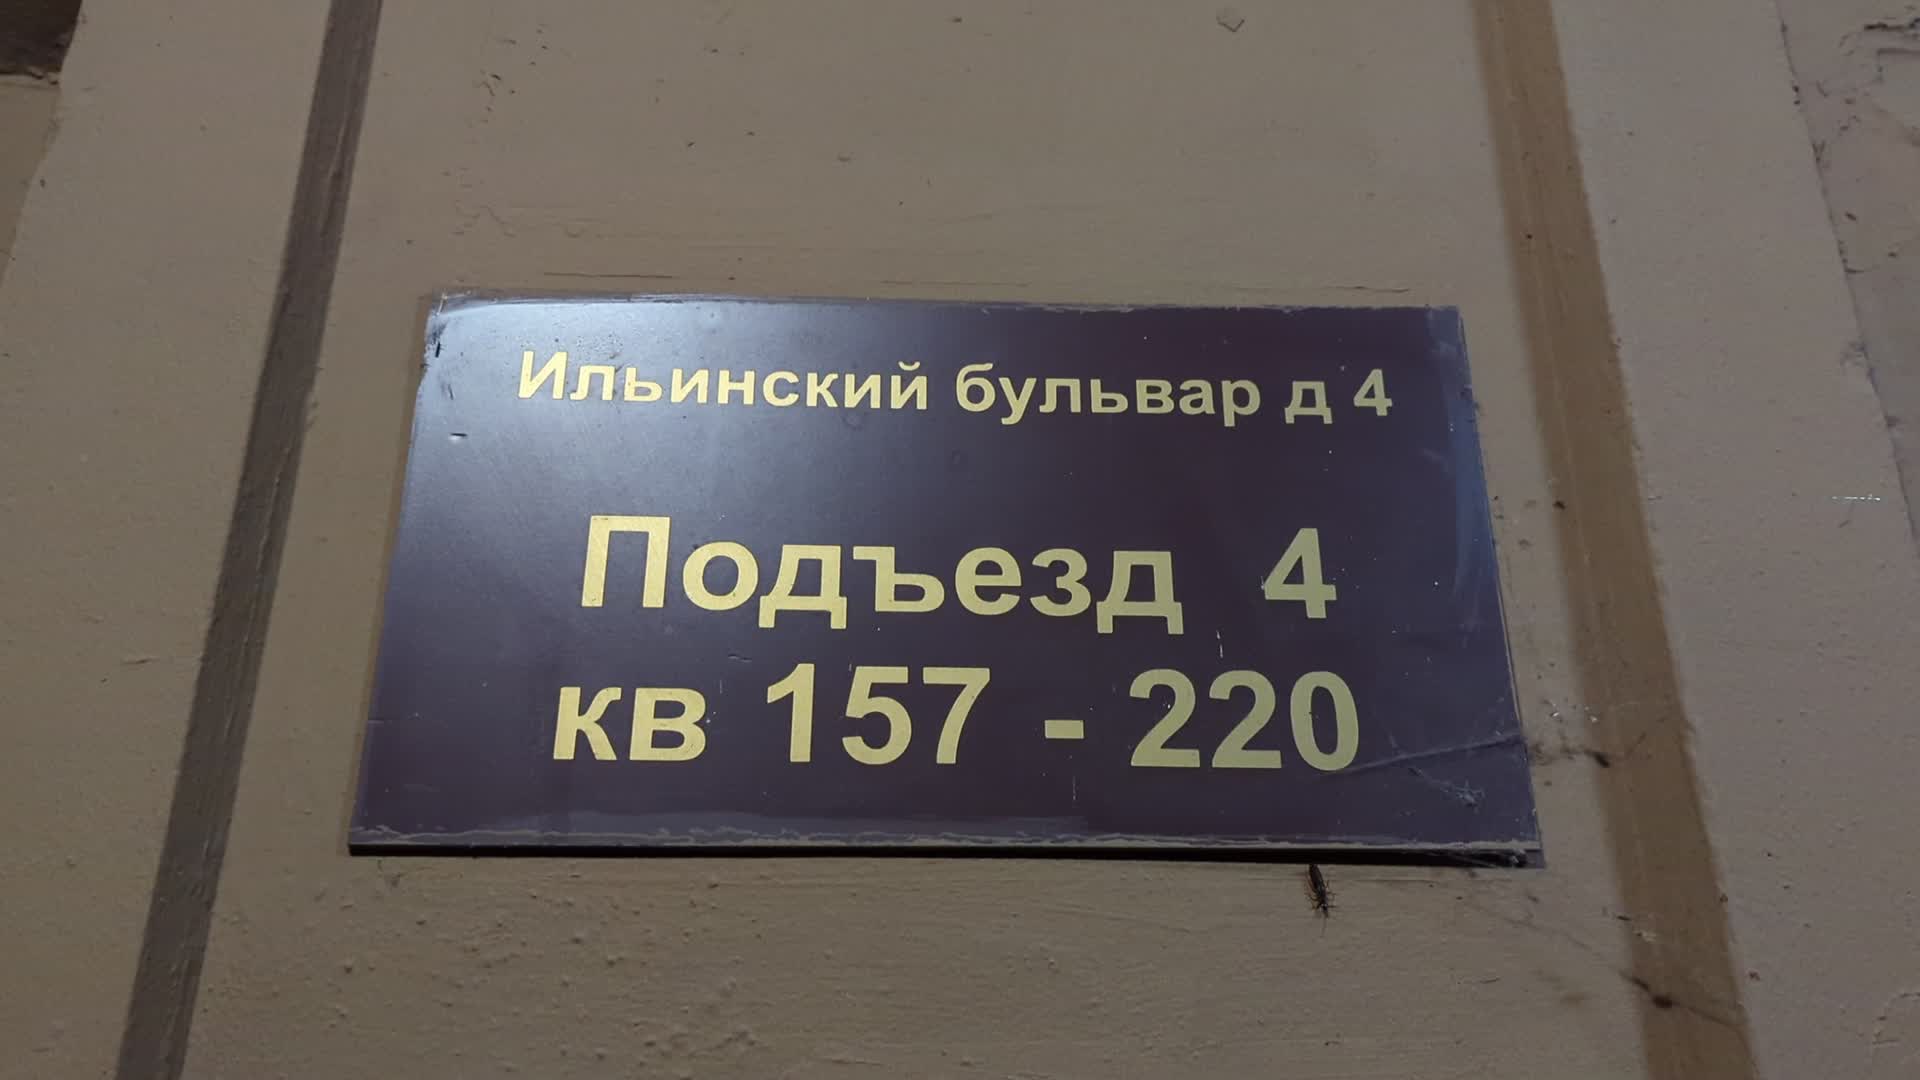 Ильинский бульвар д 4
Подъезд 4
кв 157 - 220